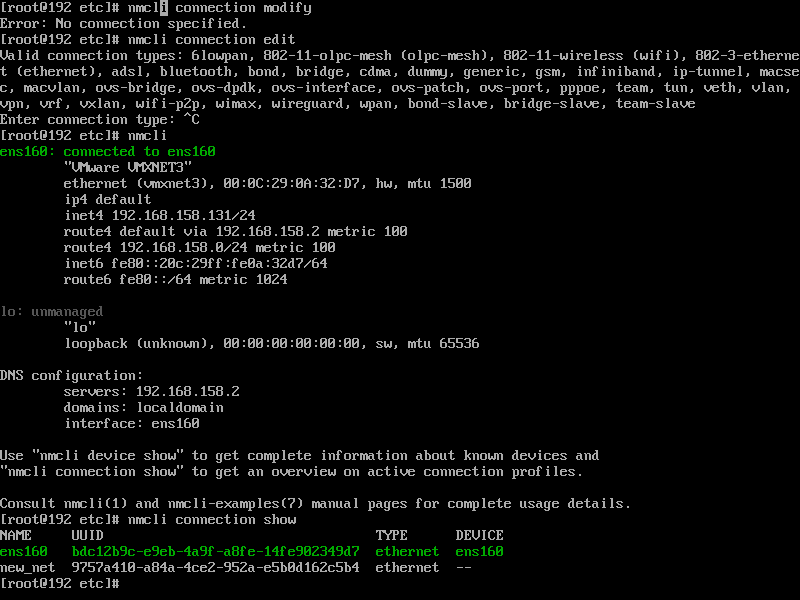 [root@192 etc]# nmcli connection modify
Error: No connection specified.
[root@192 etc]# nmcli connection edit
Valid connection types: 6lowpan, 802-11-olpc-mesh (olpc-mesh), 802-11-wireless (wifi), 802-3-etherne
t (ethernet), adsl, bluetooth, bond, bridge, cdma, dummy, generic, gsm, infiniband, ip-tunnel, macse
c, macvlan, ovs-bridge, ovs-dpdk, ovs-interface, ovs-patch, ovs-port, pppoe, team, tun, veth, vlan,
vpn, vrf, vxlan, wifi-p2p, wimax, wireguard, wpan, bond-slave, bridge-slave, team-slave
Enter connection type: ^C
[root@192 etc]# nmcli
ens160: connected to ens160
"VMware VMXNET3"
ethernet (vmxnet3), 00:0C:29:0A:32:D7, hw, mtu 1500
ip4 default
inet4 192.168.158.131/24
route4 default via 192.168.158.2 metric 100
route4 192.168.158.0/24 metric 100
inet6 fe80::20c:29ff:fe0a:32d7/64
route6 fe80::/64 metric 1024
lo: unmanaged
"lo"
loopback (unknown), 00:00:00:00:00:00, sw, mtu 65536
DNS configuration:
servers: 192.168.158.2
domains: localdomain
interface: ens160
Use "nmcli device show" to get complete information about known devices and
"nmcli connection show" to get an overview on active connection profiles.
Consult nmcli(1) and nmcli-examples(7) manual pages for complete usage details.
[root@192 etc]# nmcli connection show
NAME UUID TYPE DEVICE
ens160 bdc12b9c-e9eb-4a9f-a8fe-14fe902349d7 ethernet ens160
new_net 9757a410-a84a-4ce2-952a-e5b0d162c5b4 ethernet --
[root@192 etc]#